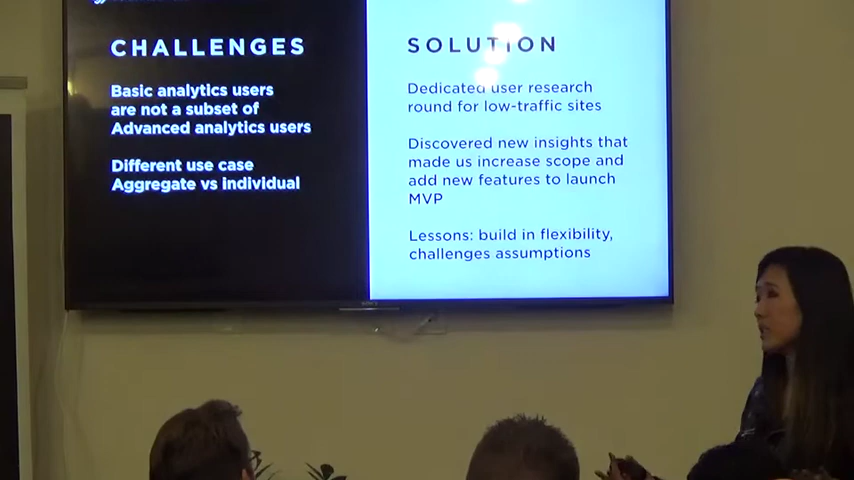 CHALLENGES
Basic analytics users
are not a subset of
Advanced analytics users
Different use case
Aggregate vs individual
SOLUTION
Dedicated user research
round for low-traffic sites
Discovered new insights that
made us increase scope and
add new features to launch
MVP
Lessons: build in flexibility,
challenges assumptions
SONY